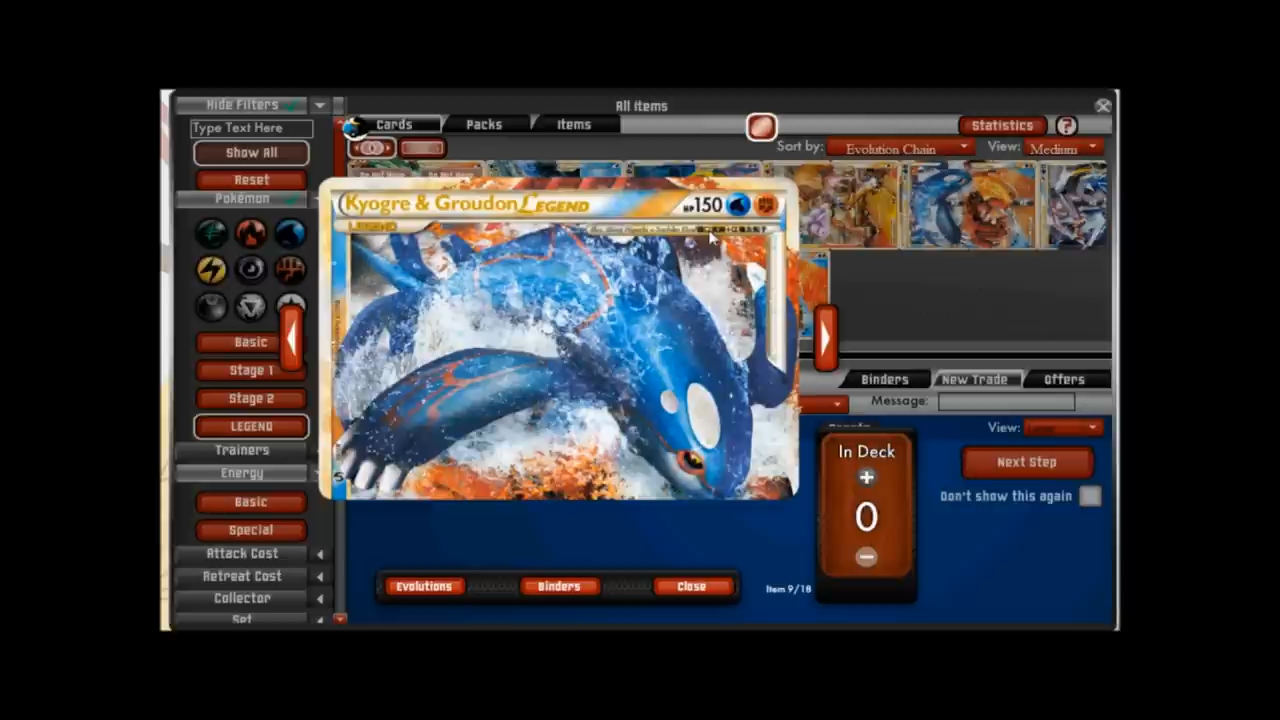 All Items
Hide Filters
Type Text Here
Show All
Reset
Pokémon
Basic
Stage 1
Stage 2
LEGEND
Trainers
Energy
Basic
Special
Attack Cost
Retreat Cost
Collector
Set
Cards
Packs
Items
Statistics
?
Sort by:
Evolution Chain
View:
Medium
Kyogre & Groudon LEGEND
HP150
LEGEND
Binders
New Trade
Offers
Message:
View:
In Deck
+
0
−
Next Step
Don't show this again
Evolutions
Binders
Close
Item 9/18